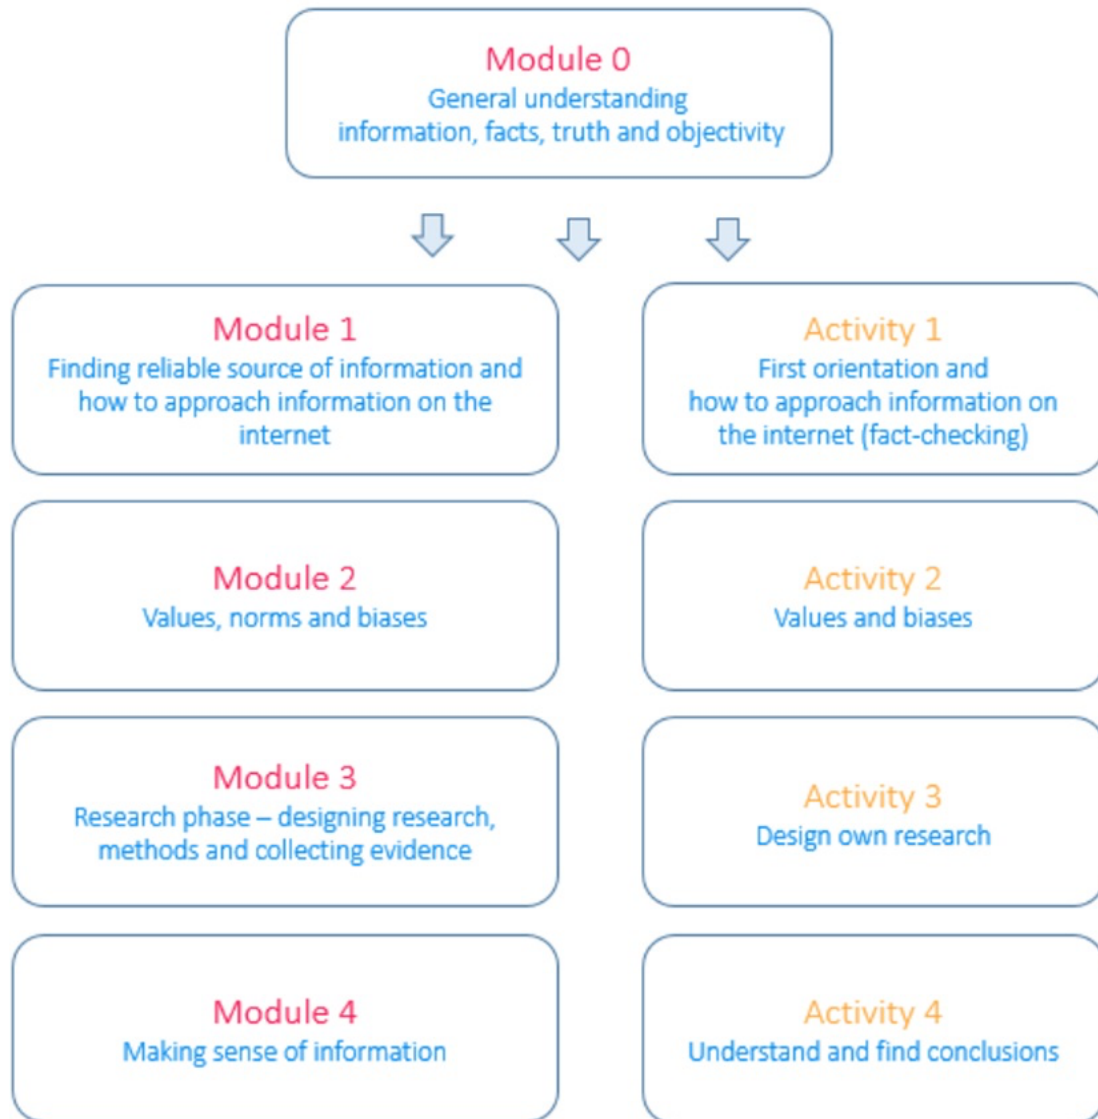 Module 0
General understanding
information, facts, truth and objectivity
Module 1
Finding reliable source of information and
how to approach information on the
internet
Activity 1
First orientation and
how to approach information on
the internet (fact-checking)
Module 2
Values, norms and biases
Activity 2
Values and biases
Module 3
Research phase – designing research,
methods and collecting evidence
Activity 3
Design own research
Module 4
Making sense of information
Activity 4
Understand and find conclusions